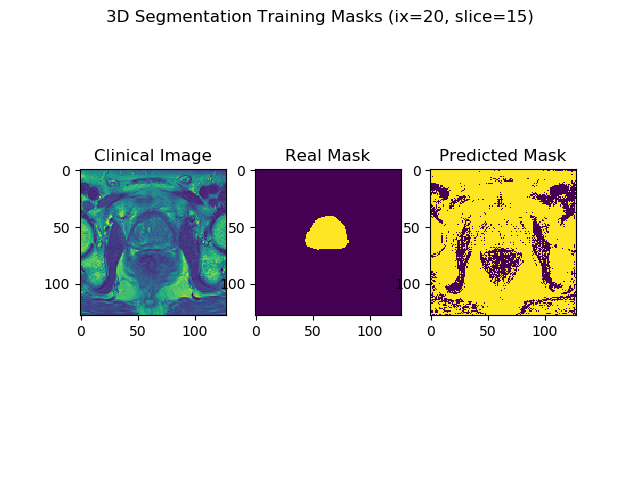 3D Segmentation Training Masks (ix=20, slice=15)
Clinical Image Real Mask Predicted Mask
0 0 0
50 50 50
100 100 100
0 50 100 0 50 100 0 50 100